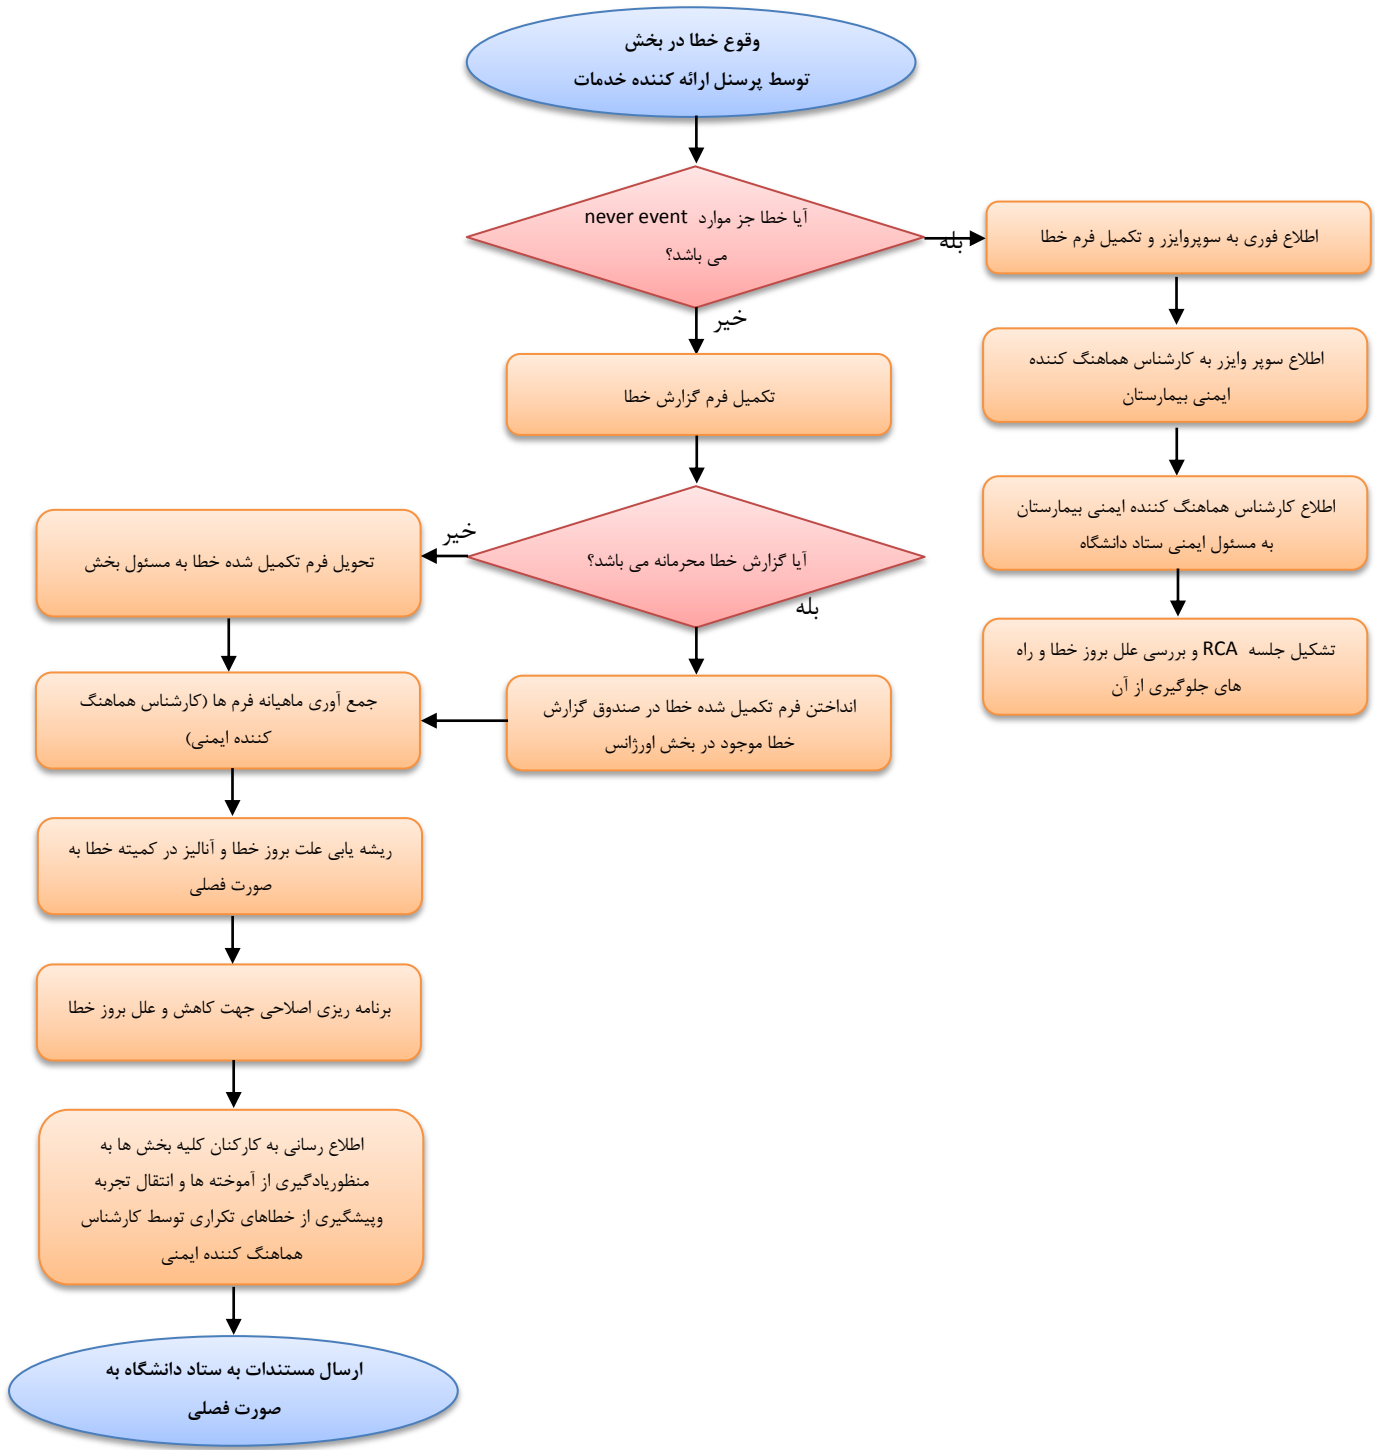 وقوع خطا در بخش
توسط پرسنل ارائه کننده خدمات
آیا خطا جز موارد never event
می باشد؟
بله
اطلاع فوری به سوپروایزر و تکمیل فرم خطا
خیر
اطلاع سوپر وایزر به کارشناس هماهنگ کننده
ایمنی بیمارستان
تکمیل فرم گزارش خطا
اطلاع کارشناس هماهنگ کننده ایمنی بیمارستان
به مسئول ایمنی ستاد دانشگاه
آیا گزارش خطا محرمانه می باشد؟
خیر
تحویل فرم تکمیل شده خطا به مسئول بخش
بله
تشکیل جلسه RCA و بررسی علل بروز خطا و راه
های جلوگیری از آن
انداختن فرم تکمیل شده خطا در صندوق گزارش
خطا موجود در بخش اورژانس
جمع آوری ماهیانه فرم ها (کارشناس هماهنگ
کننده ایمنی)
ریشه یابی علت بروز خطا و آنالیز در کمیته خطا به
صورت فصلی
برنامه ریزی اصلاحی جهت کاهش و علل بروز خطا
اطلاع رسانی به کارکنان کلیه بخش ها به
منظوریادگیری از آموخته ها و انتقال تجربه
وپیشگیری از خطاهای تکراری توسط کارشناس
هماهنگ کننده ایمنی
ارسال مستندات به ستاد دانشگاه به
صورت فصلی